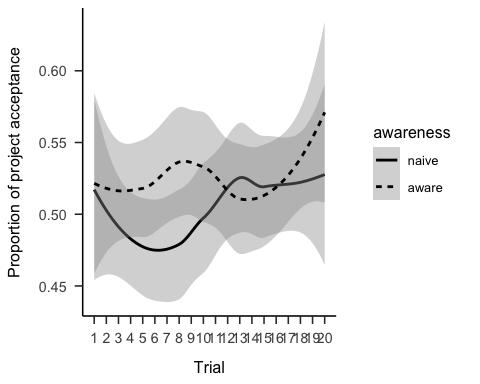 Proportion of project acceptance
0.60
0.55
0.50
0.45
1 2 3 4 5 6 7 8 9 10 11 12 13 14 15 16 17 18 19 20
Trial
awareness
naive
aware